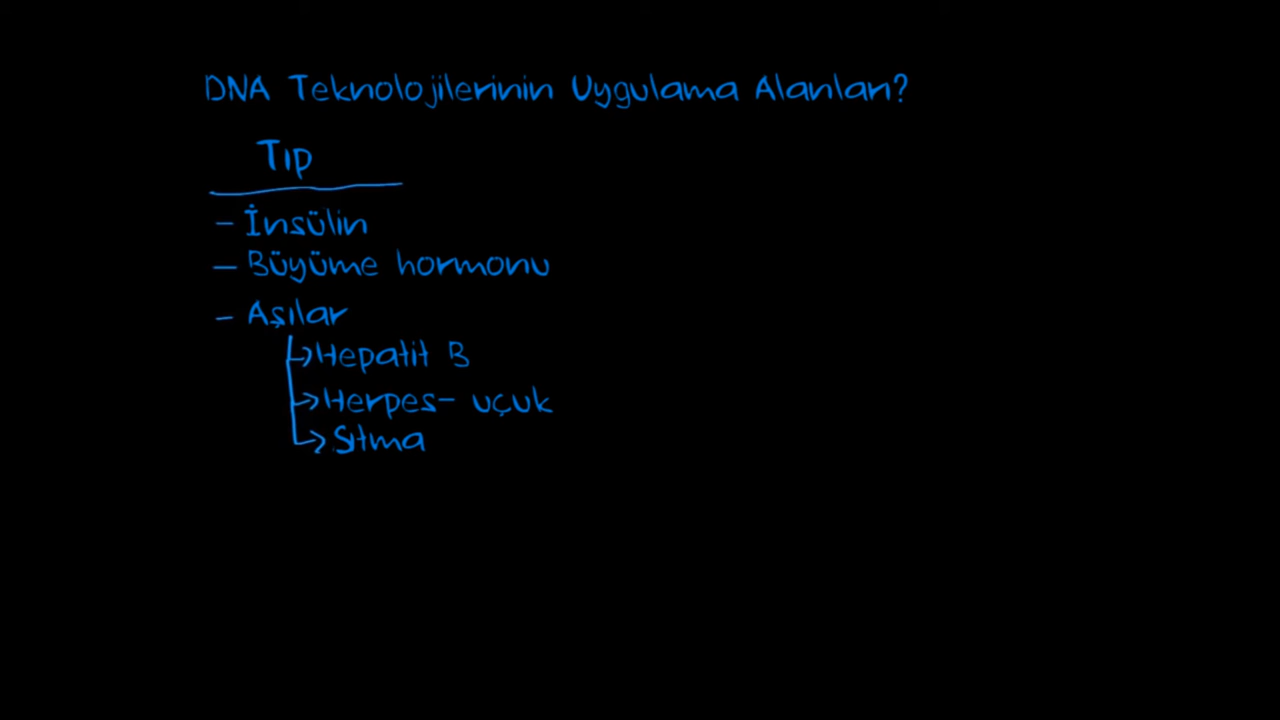 DNA Teknolojilerinin Uygulama Alanları?
Tıp
- İnsülin
- Büyüme hormonu
- Aşılar
→Hepatit B
→Herpes- uçuk
→Sıtma